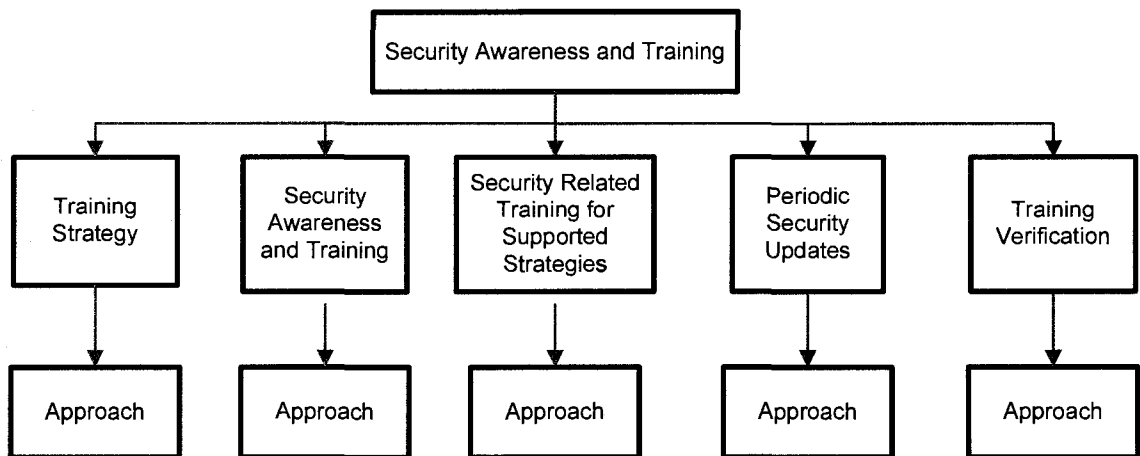 Security Awareness and Training
Training
Strategy
Security
Awareness
and Training
Security Related
Training for
Supported
Strategies
Periodic
Security
Updates
Training
Verification
Approach
Approach
Approach
Approach
Approach